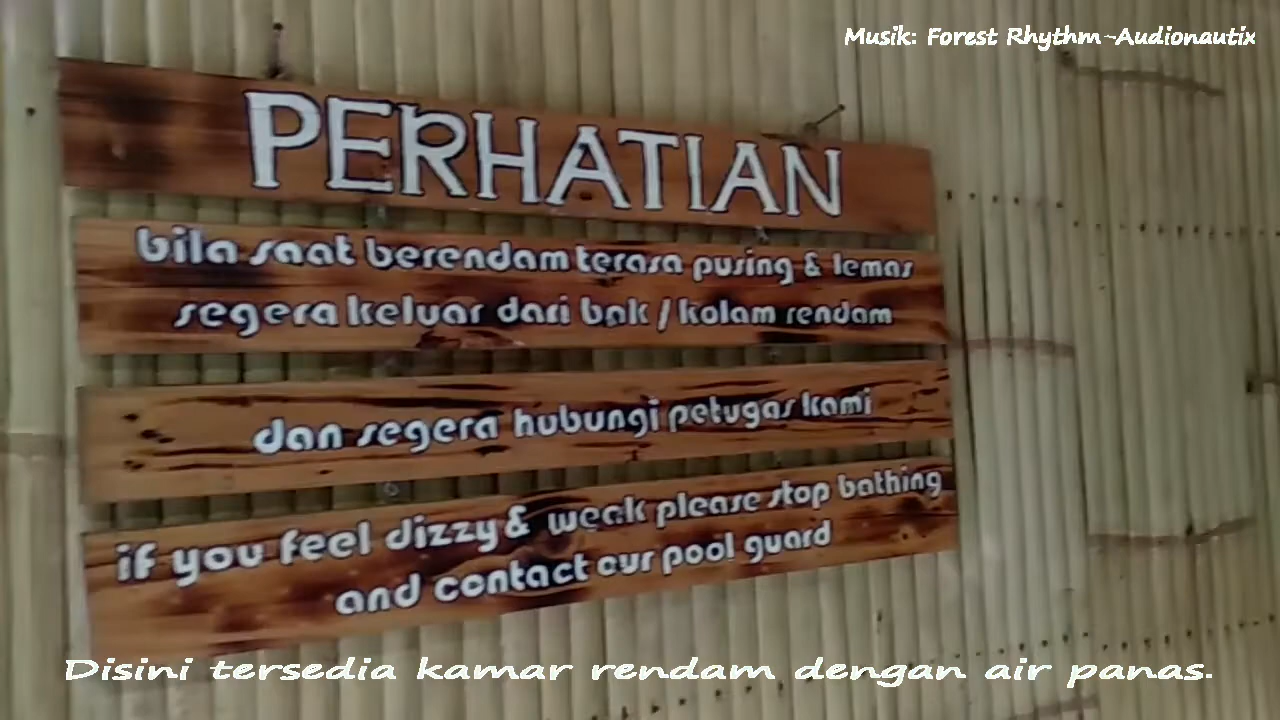 Musik: Forest Rhythm-Audionautix
PERHATIAN
bila saat berendam terasa pusing & lemas
segera keluar dari bak / kolam rendam
dan segera hubungi petugas kami
if you feel dizzy & weak please stop bathing
and contact our pool guard
Disini tersedia kamar rendam dengan air panas.